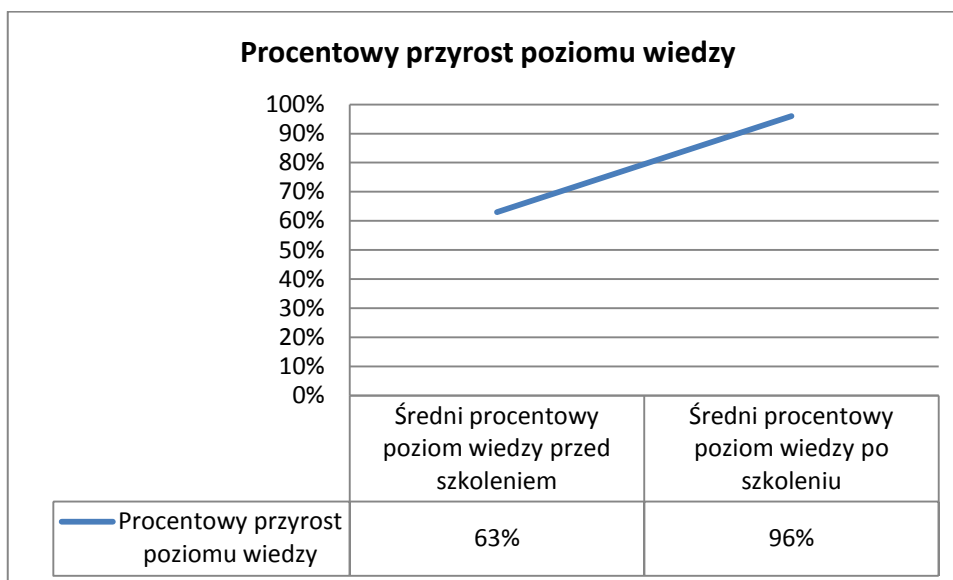 Procentowy przyrost poziomu wiedzy
100%
90%
80%
70%
60%
50%
40%
30%
20%
10%
0%
Średni procentowy
poziom wiedzy przed
szkoleniem
Średni procentowy
poziom wiedzy po
szkoleniu
Procentowy przyrost
poziomu wiedzy
63%
96%